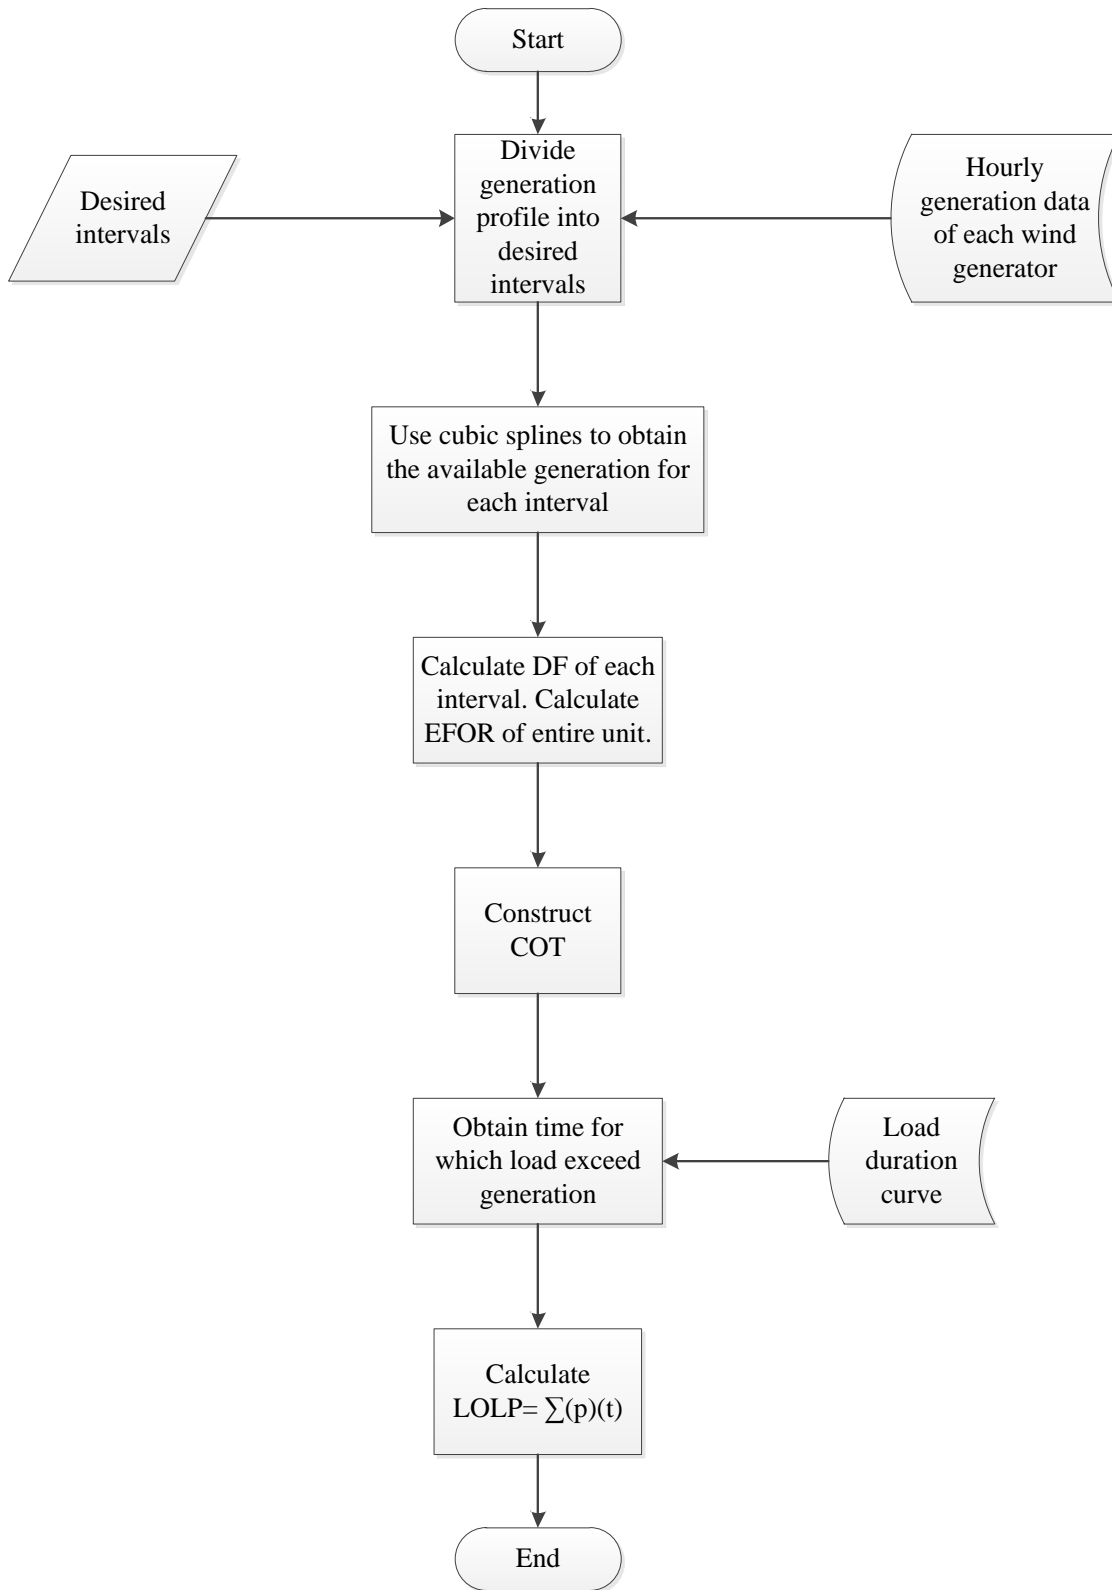 Start
Divide
generation
profile into
desired
intervals
Desired
intervals
Hourly
generation data
of each wind
generator
Use cubic splines to obtain
the available generation for
each interval
Calculate DF of each
interval. Calculate
EFOR of entire unit.
Construct
COT
Obtain time for
which load exceed
generation
Load
duration
curve
Calculate
LOLP= ∑(p)(t)
End